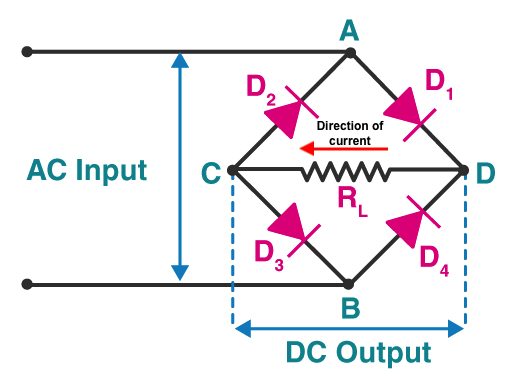 A
D2
D1
Direction of
current
AC Input
C
D
RL
D3
D4
B
DC Output